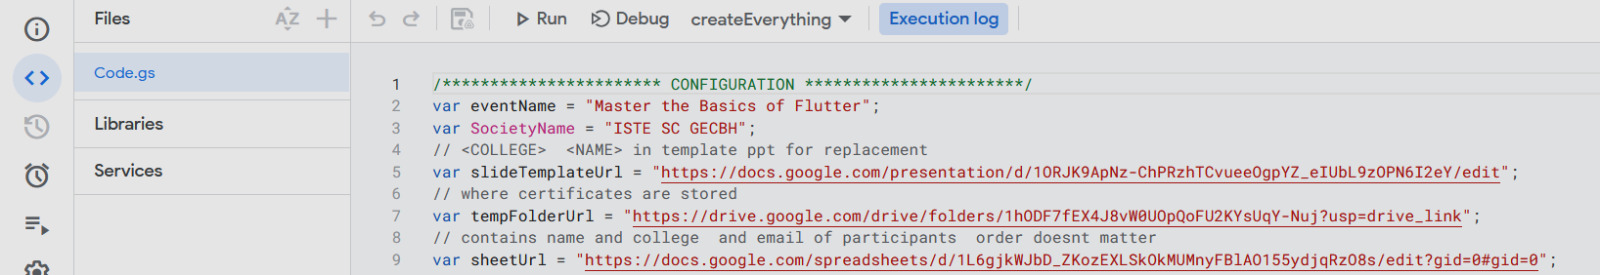 Files
AZ
Run
Debug
createEverything
Execution log
Code.gs
Libraries
Services
1 /*********************** CONFIGURATION ***********************/
2 var eventName = "Master the Basics of Flutter";
3 var SocietyName = "ISTE SC GECBH";
4 // <COLLEGE>  <NAME> in template ppt for replacement
5 var slideTemplateUrl = "https://docs.google.com/presentation/d/1ORJK9ApNz-ChPRzhTCvueeOgpYZ_eIUbL9zOPN6I2eY/edit";
6 // where certificates are stored
7 var tempFolderUrl = "https://drive.google.com/drive/folders/1hODF7fEX4J8vW0UOpQoFU2KYsUqY-Nuj?usp=drive_link";
8 // contains name and college  and email of participants  order doesnt matter
9 var sheetUrl = "https://docs.google.com/spreadsheets/d/1L6gjkWJbD_ZKozEXLSkOkMUMnyFBlAO155ydjqRzO8s/edit?gid=0#gid=0";